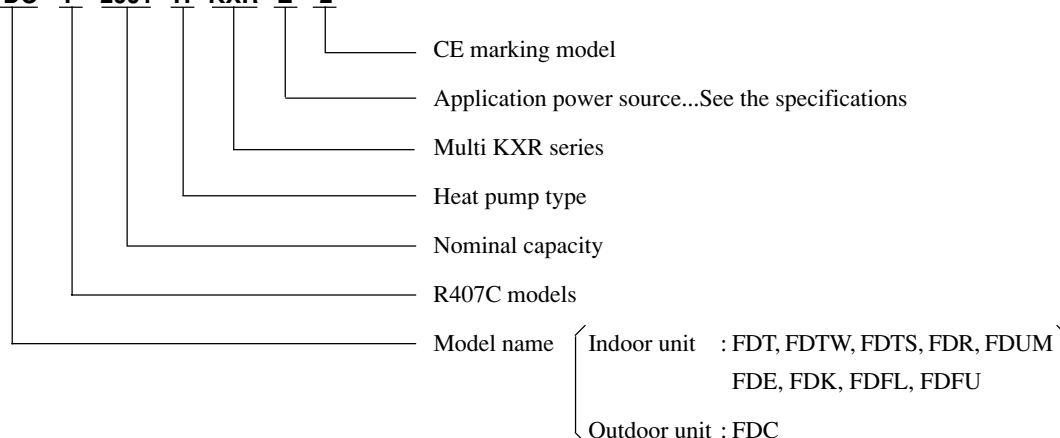 CE marking model
Application power source...See the specifications
Multi KXR series
Heat pump type
Nominal capacity
R407C models
Model name Indoor unit : FDT, FDTW, FDTS, FDR, FDUM
FDE, FDK, FDFL, FDFU
Outdoor unit : FDC